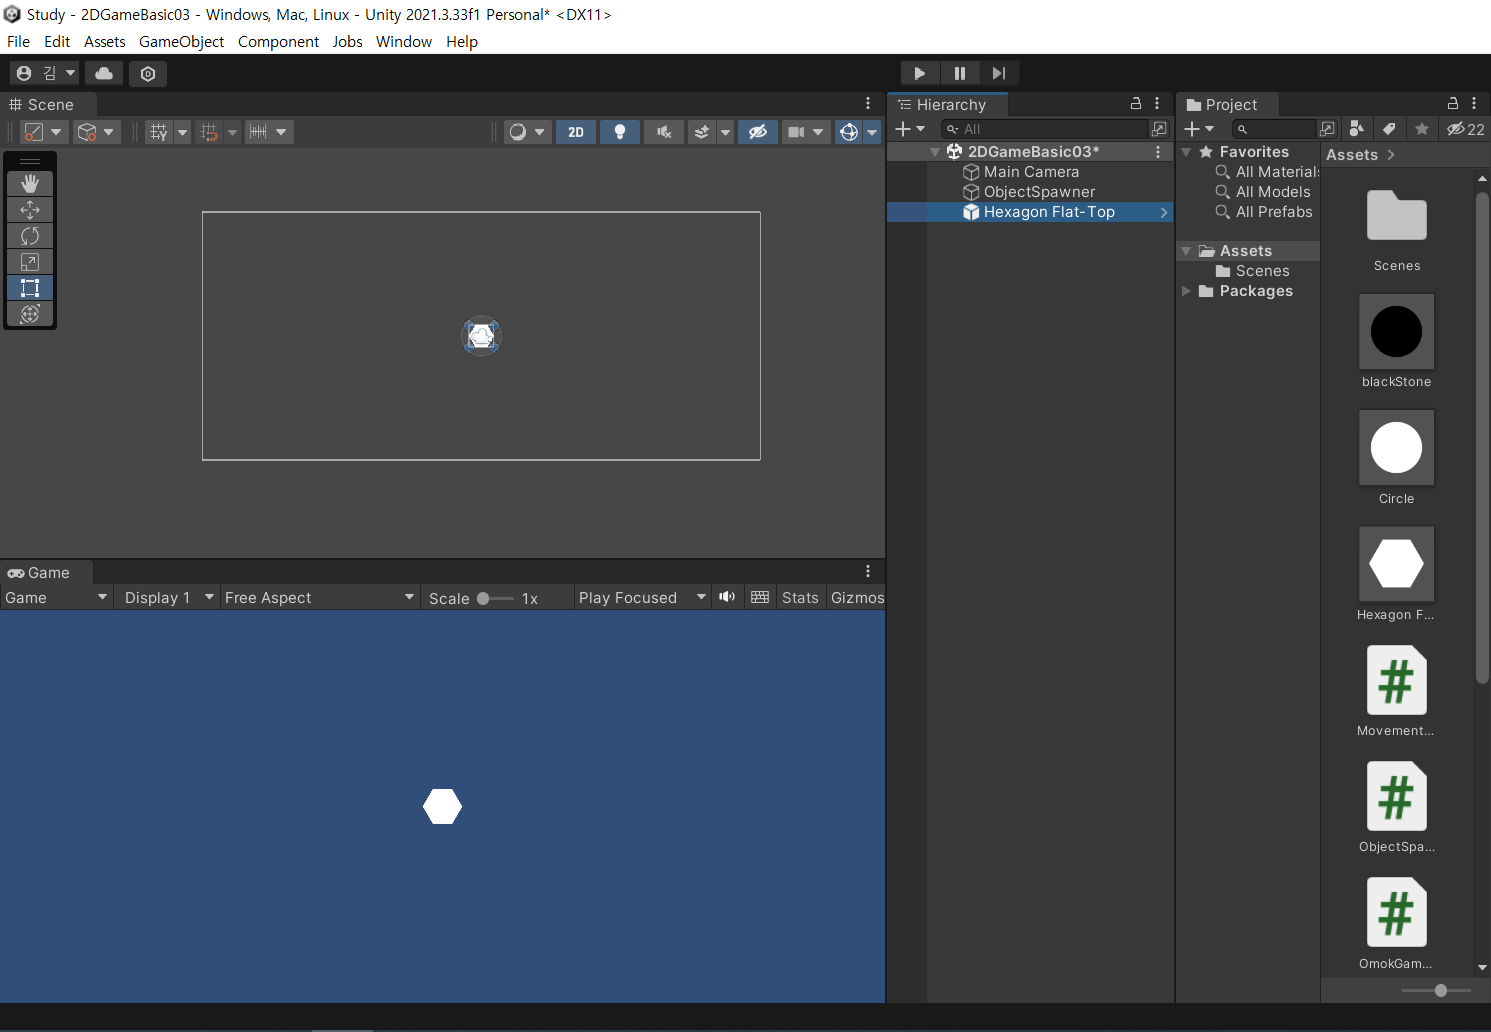 Study - 2DGameBasic03 - Windows, Mac, Linux - Unity 2021.3.33f1 Personal* <DX11>
File Edit Assets GameObject Component Jobs Window Help
김
Scene
2D
Hierarchy
All
2DGameBasic03*
Main Camera
ObjectSpawner
Hexagon Flat-Top
Project
22
Favorites
All Materials
All Models
All Prefabs
Assets
Scenes
Packages
Assets
Scenes
blackStone
Circle
Hexagon F...
Movement...
ObjectSpa...
OmokGam...
Game
Game Display 1 Free Aspect Scale 1x Play Focused Stats Gizmos